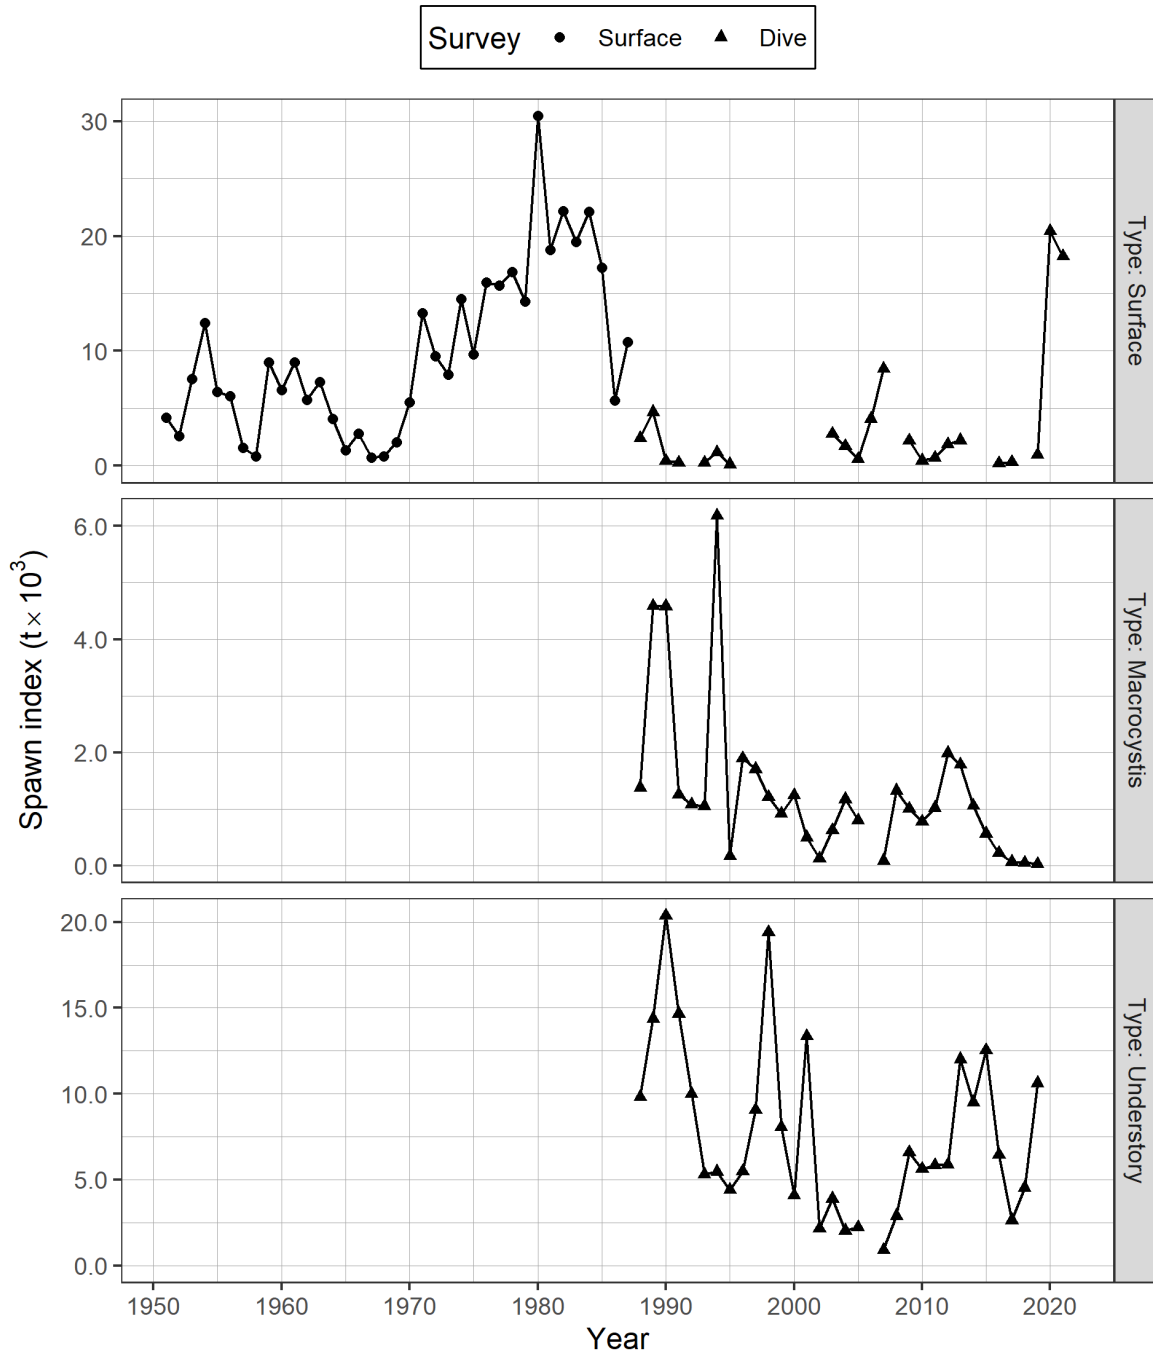 Survey Surface Dive
30
20
10
0
Type: Surface
6.0
4.0
2.0
0.0
Type: Macrocystis
20.0
15.0
10.0
5.0
0.0
Type: Understory
Spawn index (t × 10³)
1950 1960 1970 1980 1990 2000 2010 2020
Year